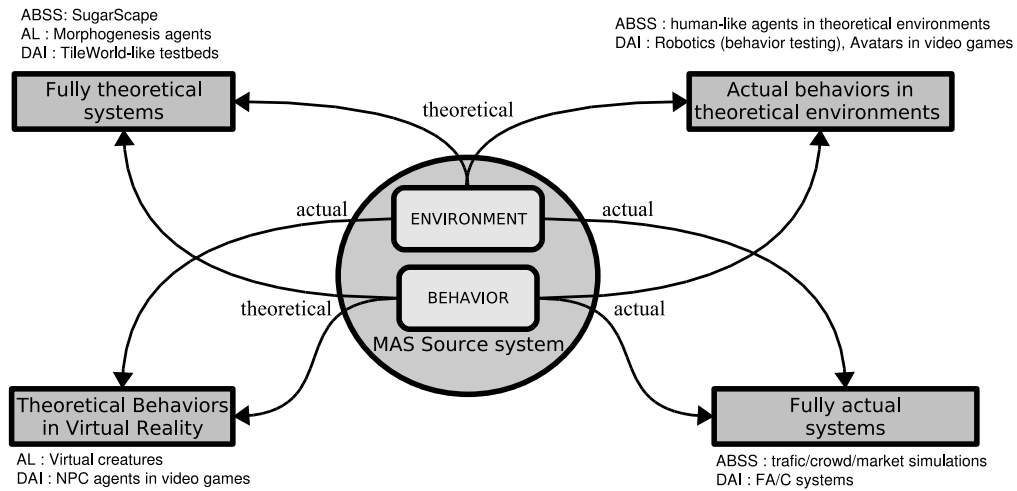 ABSS: SugarScape
AL : Morphogenesis agents
DAI : TileWorld-like testbeds
Fully theoretical
systems
ABSS : human-like agents in theoretical environments
DAI : Robotics (behavior testing), Avatars in video games
Actual behaviors in
theoretical environments
theoretical
actual
ENVIRONMENT
actual
theoretical
BEHAVIOR
actual
MAS Source system
Theoretical Behaviors
in Virtual Reality
AL : Virtual creatures
DAI : NPC agents in video games
Fully actual
systems
ABSS : trafic/crowd/market simulations
DAI : FA/C systems